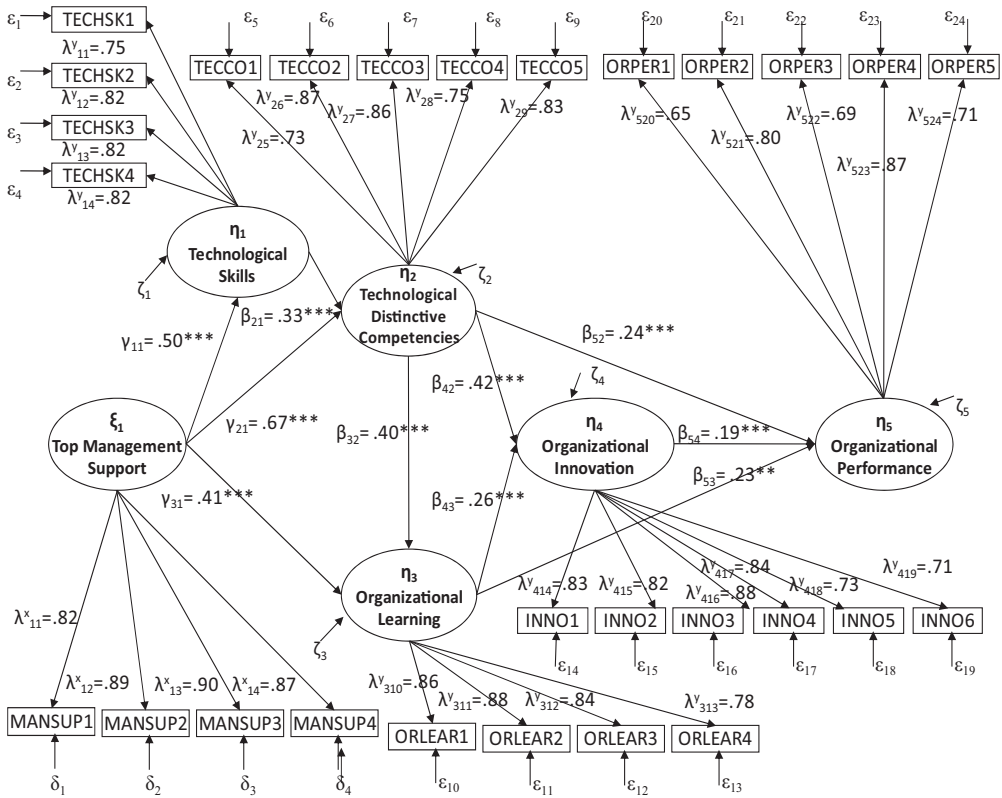 ε1
TECHSK1
λy11=.75
ε2
TECHSK2
λy12=.82
ε3
TECHSK3
λy13=.82
ε4
TECHSK4
λy14=.82
ε5
ε6
ε7
ε8
ε9
TECCO1
TECCO2
TECCO3
TECCO4
TECCO5
λy25=.73
λy26=.87
λy27=.86
λy28=.75
λy29=.83
ε20
ε21
ε22
ε23
ε24
ORPER1
ORPER2
ORPER3
ORPER4
ORPER5
λy520=.65
λy521=.80
λy522=.69
λy523=.87
λy524=.71
η1
Technological
Skills
ζ1
η2
Technological
Distinctive
Competencies
ζ2
γ11=.50***
β21=.33***
γ21=.67***
β32=.40***
β42=.42***
β52=.24***
ξ1
Top Management
Support
γ31=.41***
ζ4
η4
Organizational
Innovation
β54=.19***
β43=.26***
β53=.23**
η5
Organizational
Performance
ζ5
η3
Organizational
Learning
ζ3
λx11=.82
λx12=.89
λx13=.90
λx14=.87
MANSUP1
MANSUP2
MANSUP3
MANSUP4
δ1
δ2
δ3
δ4
λy414=.83
λy415=.82
λy416=.88
λy417=.84
λy418=.73
λy419=.71
INNO1
INNO2
INNO3
INNO4
INNO5
INNO6
ε14
ε15
ε16
ε17
ε18
ε19
λy310=.86
λy311=.88
λy312=.84
λy313=.78
ORLEAR1
ORLEAR2
ORLEAR3
ORLEAR4
ε10
ε11
ε12
ε13